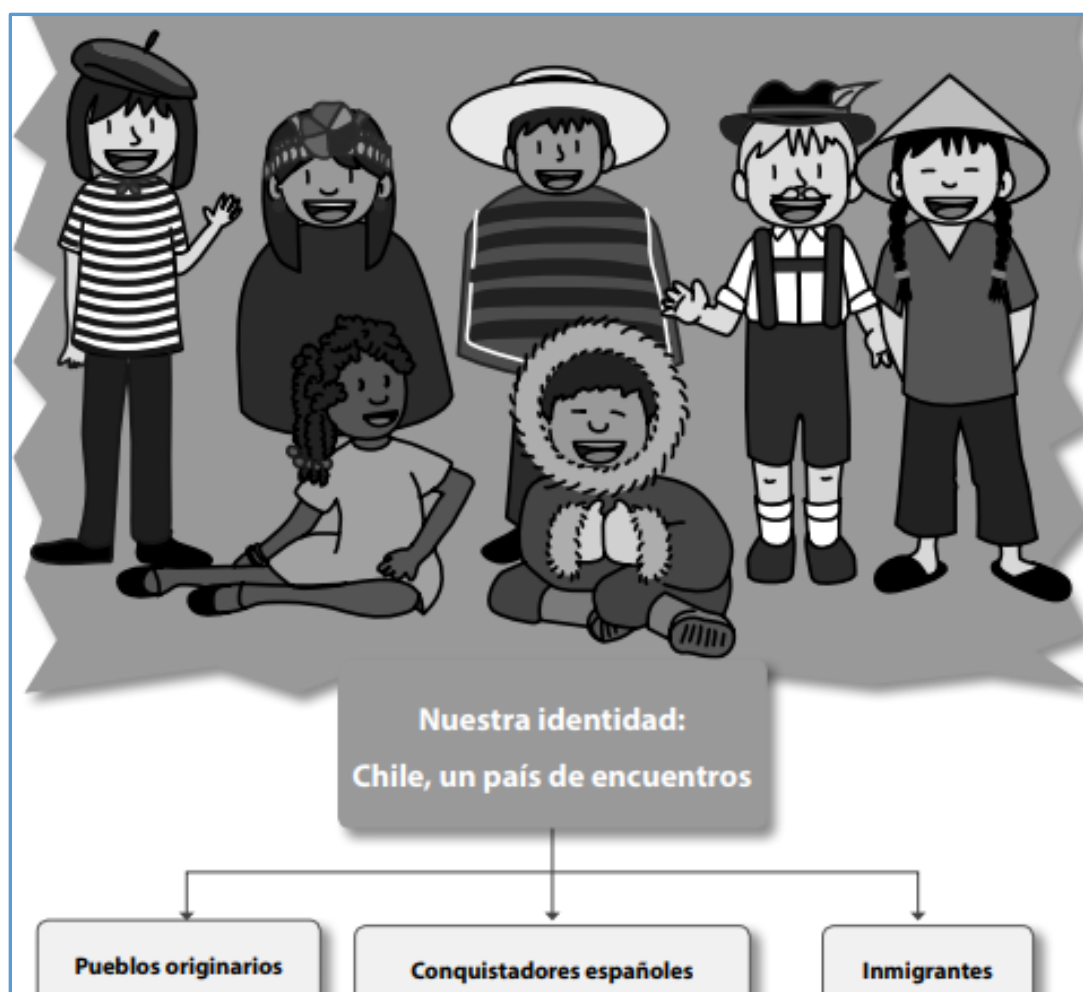 Nuestra identidad:
Chile, un país de encuentros
Pueblos originarios
Conquistadores españoles
Inmigrantes